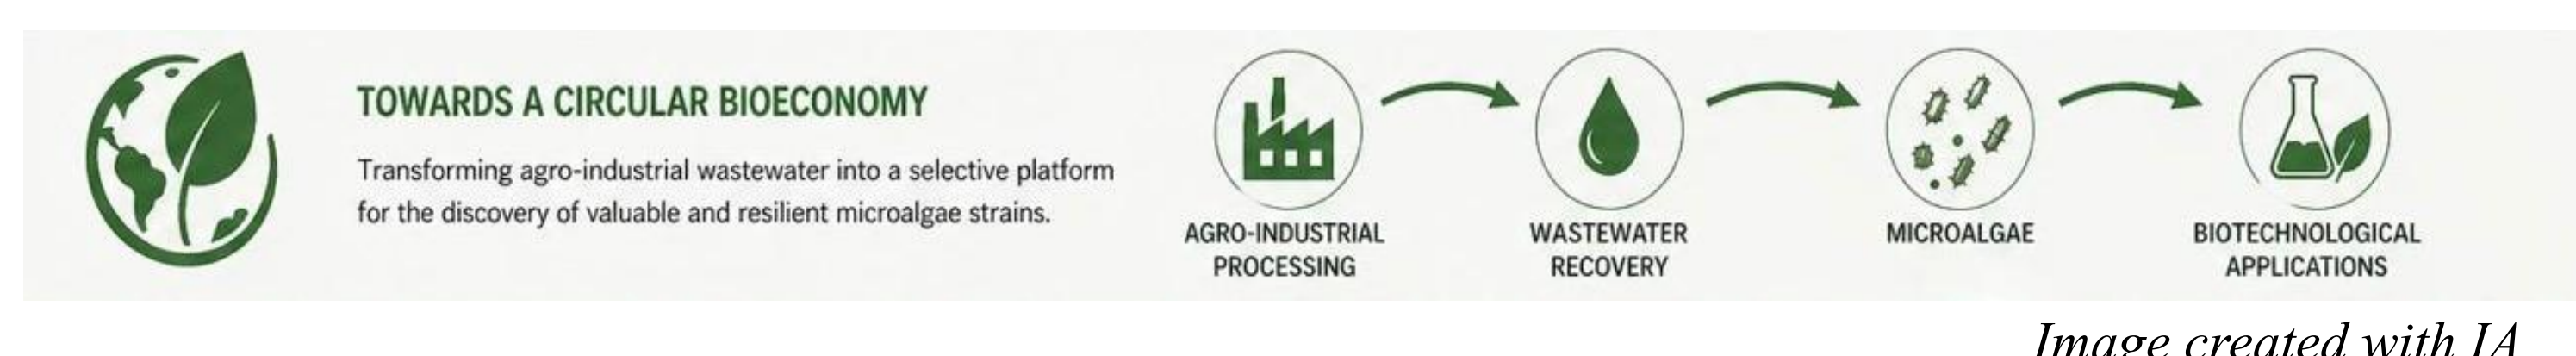 TOWARDS A CIRCULAR BIOECONOMY
Transforming agro-industrial wastewater into a selective platform
for the discovery of valuable and resilient microalgae strains.
AGRO-INDUSTRIAL
PROCESSING
WASTEWATER
RECOVERY
MICROALGAE
BIOTECHNOLOGICAL
APPLICATIONS
Image created with IA